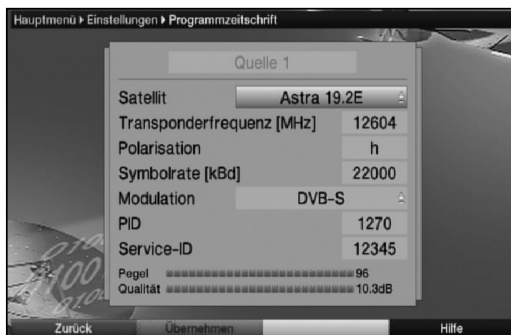 Hauptmenü ▸ Einstellungen ▸ Programmzeitschrift
Quelle 1
Satellit Astra 19.2E
Transponderfrequenz [MHz] 12604
Polarisation h
Symbolrate [kBd] 22000
Modulation DVB-S
PID 1270
Service-ID 12345
Pegel 96
Qualität 10.3dB
Zurück Übernehmen Hilfe